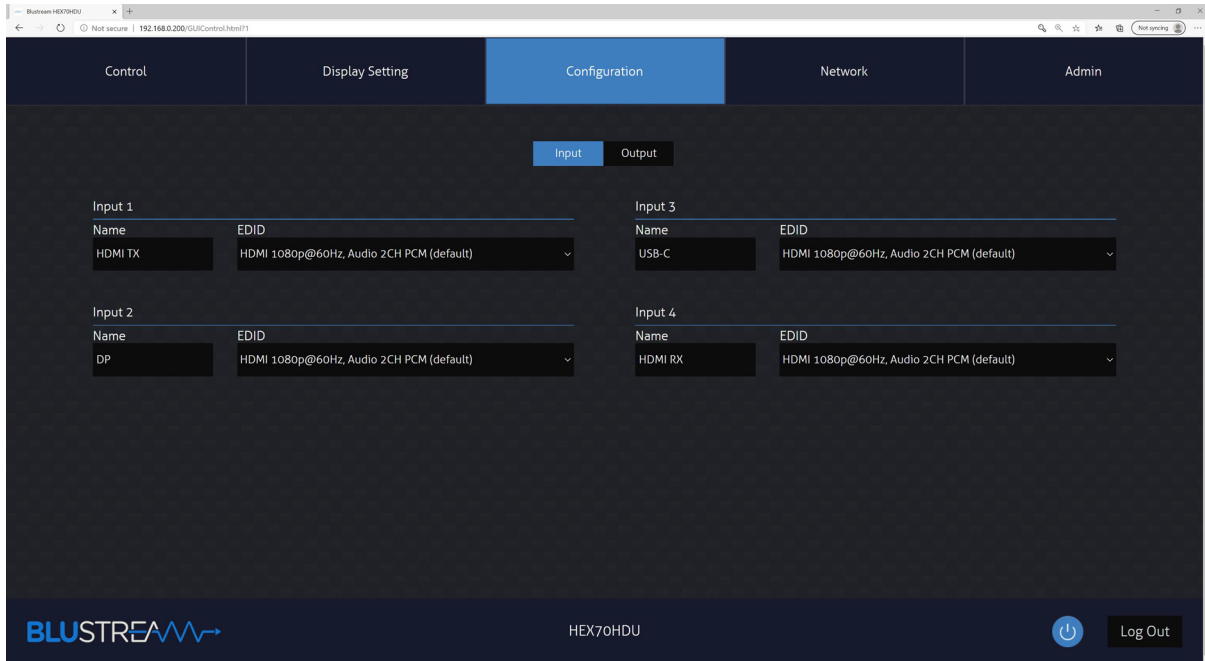 Blustream HEX70HDU
Not secure | 192.168.0.200/GUIControl.html?1
Not syncing
Control
Display Setting
Configuration
Network
Admin
Input
Output
Input 1
Name
EDID
HDMI TX
HDMI 1080p@60Hz, Audio 2CH PCM (default)
Input 3
Name
EDID
USB-C
HDMI 1080p@60Hz, Audio 2CH PCM (default)
Input 2
Name
EDID
DP
HDMI 1080p@60Hz, Audio 2CH PCM (default)
Input 4
Name
EDID
HDMI RX
HDMI 1080p@60Hz, Audio 2CH PCM (default)
BLUSTREAM
HEX70HDU
Log Out